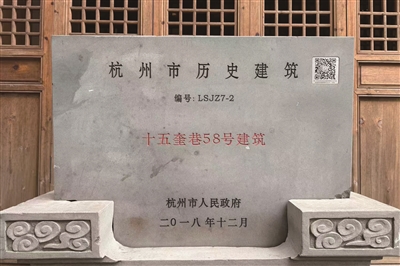 杭州市历史建筑
编号:LSJZ7-2
十五奎巷58号建筑
杭州市人民政府
二〇一八年十二月